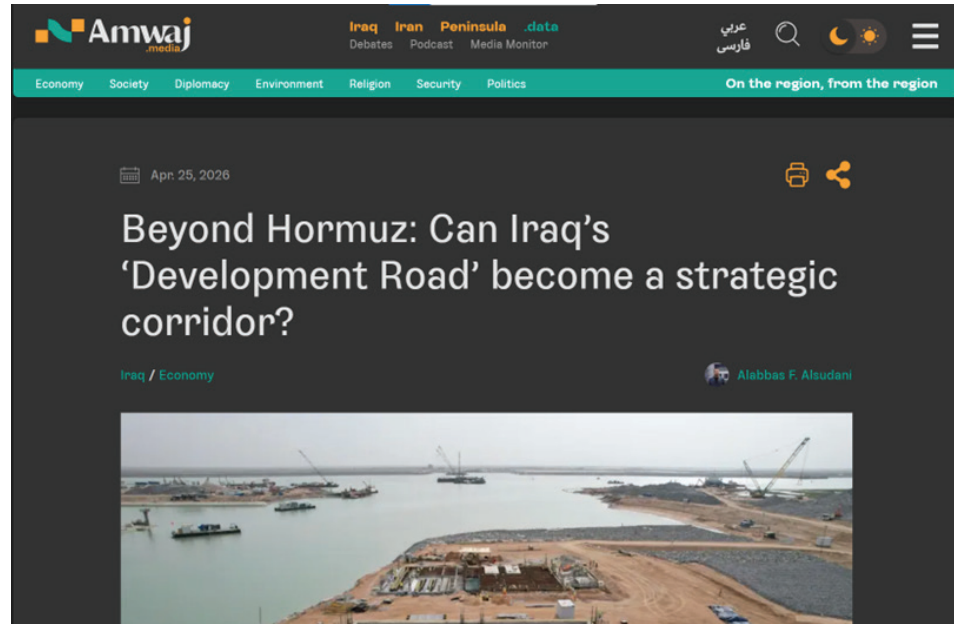 Amwaj
.media
Iraq Iran Peninsula .data
Debates Podcast Media Monitor
عربي
فارسی
Economy Society Diplomacy Environment Religion Security Politics
On the region, from the region
Apr. 25, 2026
Beyond Hormuz: Can Iraq’s
‘Development Road’ become a strategic
corridor?
Iraq / Economy
Alabbas F. Alsudani